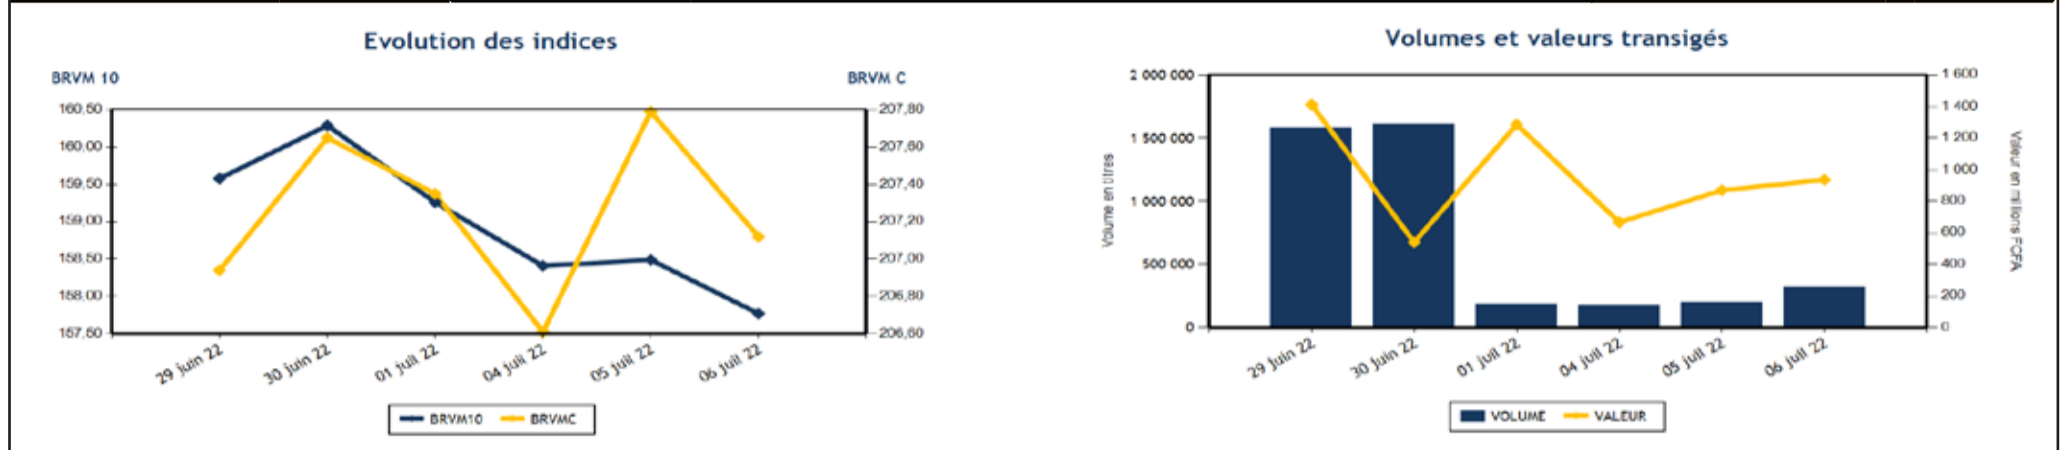 Evolution des indices
BRVM 10
BRVM C
160,50
160,00
159,50
159,00
158,50
158,00
157,50
207,80
207,60
207,40
207,20
207,00
206,80
206,60
29 juin 22
30 juin 22
01 juil 22
04 juil 22
05 juil 22
06 juil 22
BRVM10
BRVMC
Volumes et valeurs transigés
Volume en titres
2 000 000
1 500 000
1 000 000
500 000
0
1 600
1 400
1 200
1 000
800
600
400
200
0
Valeur en millions FCFA
29 juin 22
30 juin 22
01 juil 22
04 juil 22
05 juil 22
06 juil 22
VOLUME
VALEUR